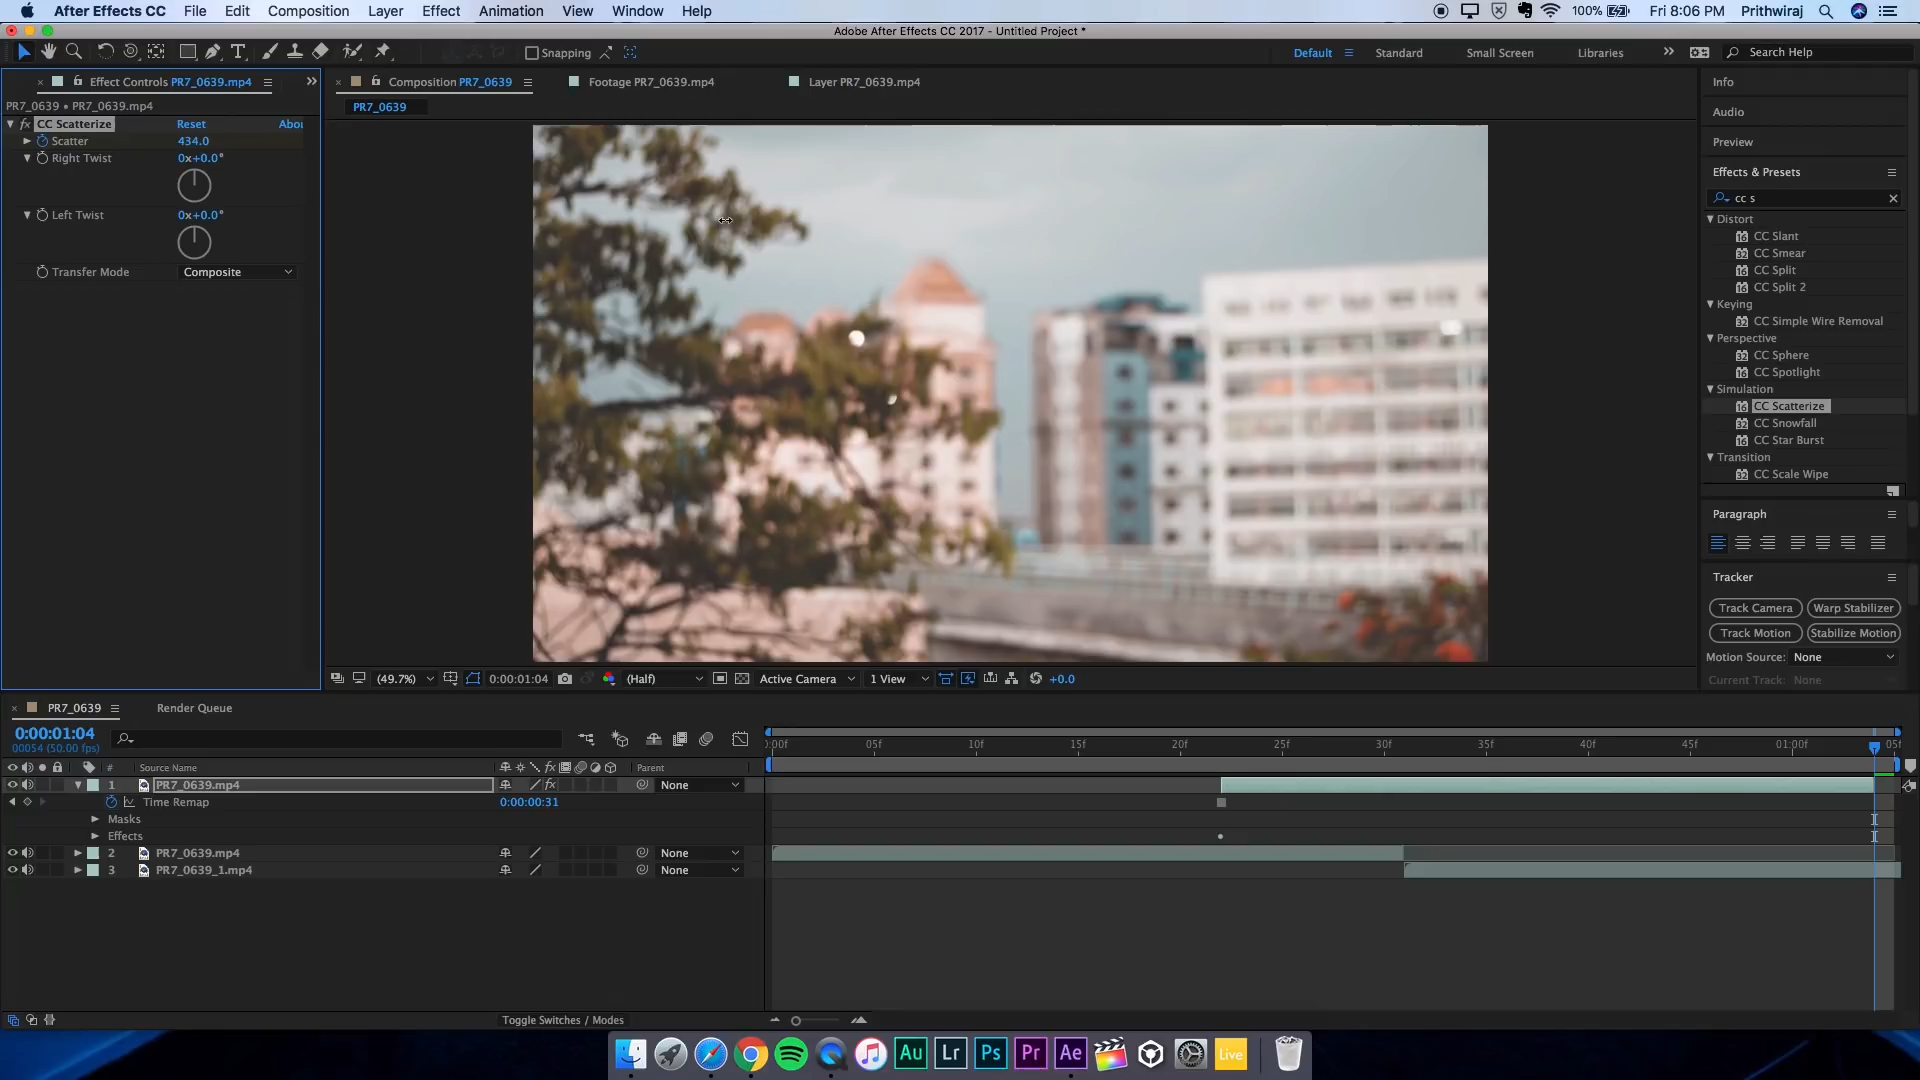 After Effects CC File Edit Composition Layer Effect Animation View Window Help 100% Fri 8:06 PM Prithwiraj
Adobe After Effects CC 2017 - Untitled Project *
Snapping Default Standard Small Screen Libraries Search Help
Effect Controls PR7_0639.mp4
Composition PR7_0639
Footage PR7_0639.mp4
Layer PR7_0639.mp4
PR7_0639 • PR7_0639.mp4
PR7_0639
fx CC Scatterize Reset Abou
Scatter 434.0
Right Twist 0x+0.0°
Left Twist 0x+0.0°
Transfer Mode Composite
Info
Audio
Preview
Effects & Presets
cc s
Distort
CC Slant
CC Smear
CC Split
CC Split 2
Keying
CC Simple Wire Removal
Perspective
CC Sphere
CC Spotlight
Simulation
CC Scatterize
CC Snowfall
CC Star Burst
Transition
CC Scale Wipe
Paragraph
Tracker
Track Camera Warp Stabilizer
Track Motion Stabilize Motion
Motion Source: None
Current Track: None
(49.7%) 0:00:01:04 (Half) Active Camera 1 View +0.0
PR7_0639 Render Queue
0:00:01:04
00054 (50.00 fps)
:00f 05f 10f 15f 20f 25f 30f 35f 40f 45f 01:00f 05f
# Source Name Parent
1 PR7_0639.mp4 None
Time Remap 0:00:00:31
Masks
Effects
2 PR7_0639.mp4 None
3 PR7_0639_1.mp4 None
Toggle Switches / Modes
Au Lr Ps Pr Ae Live